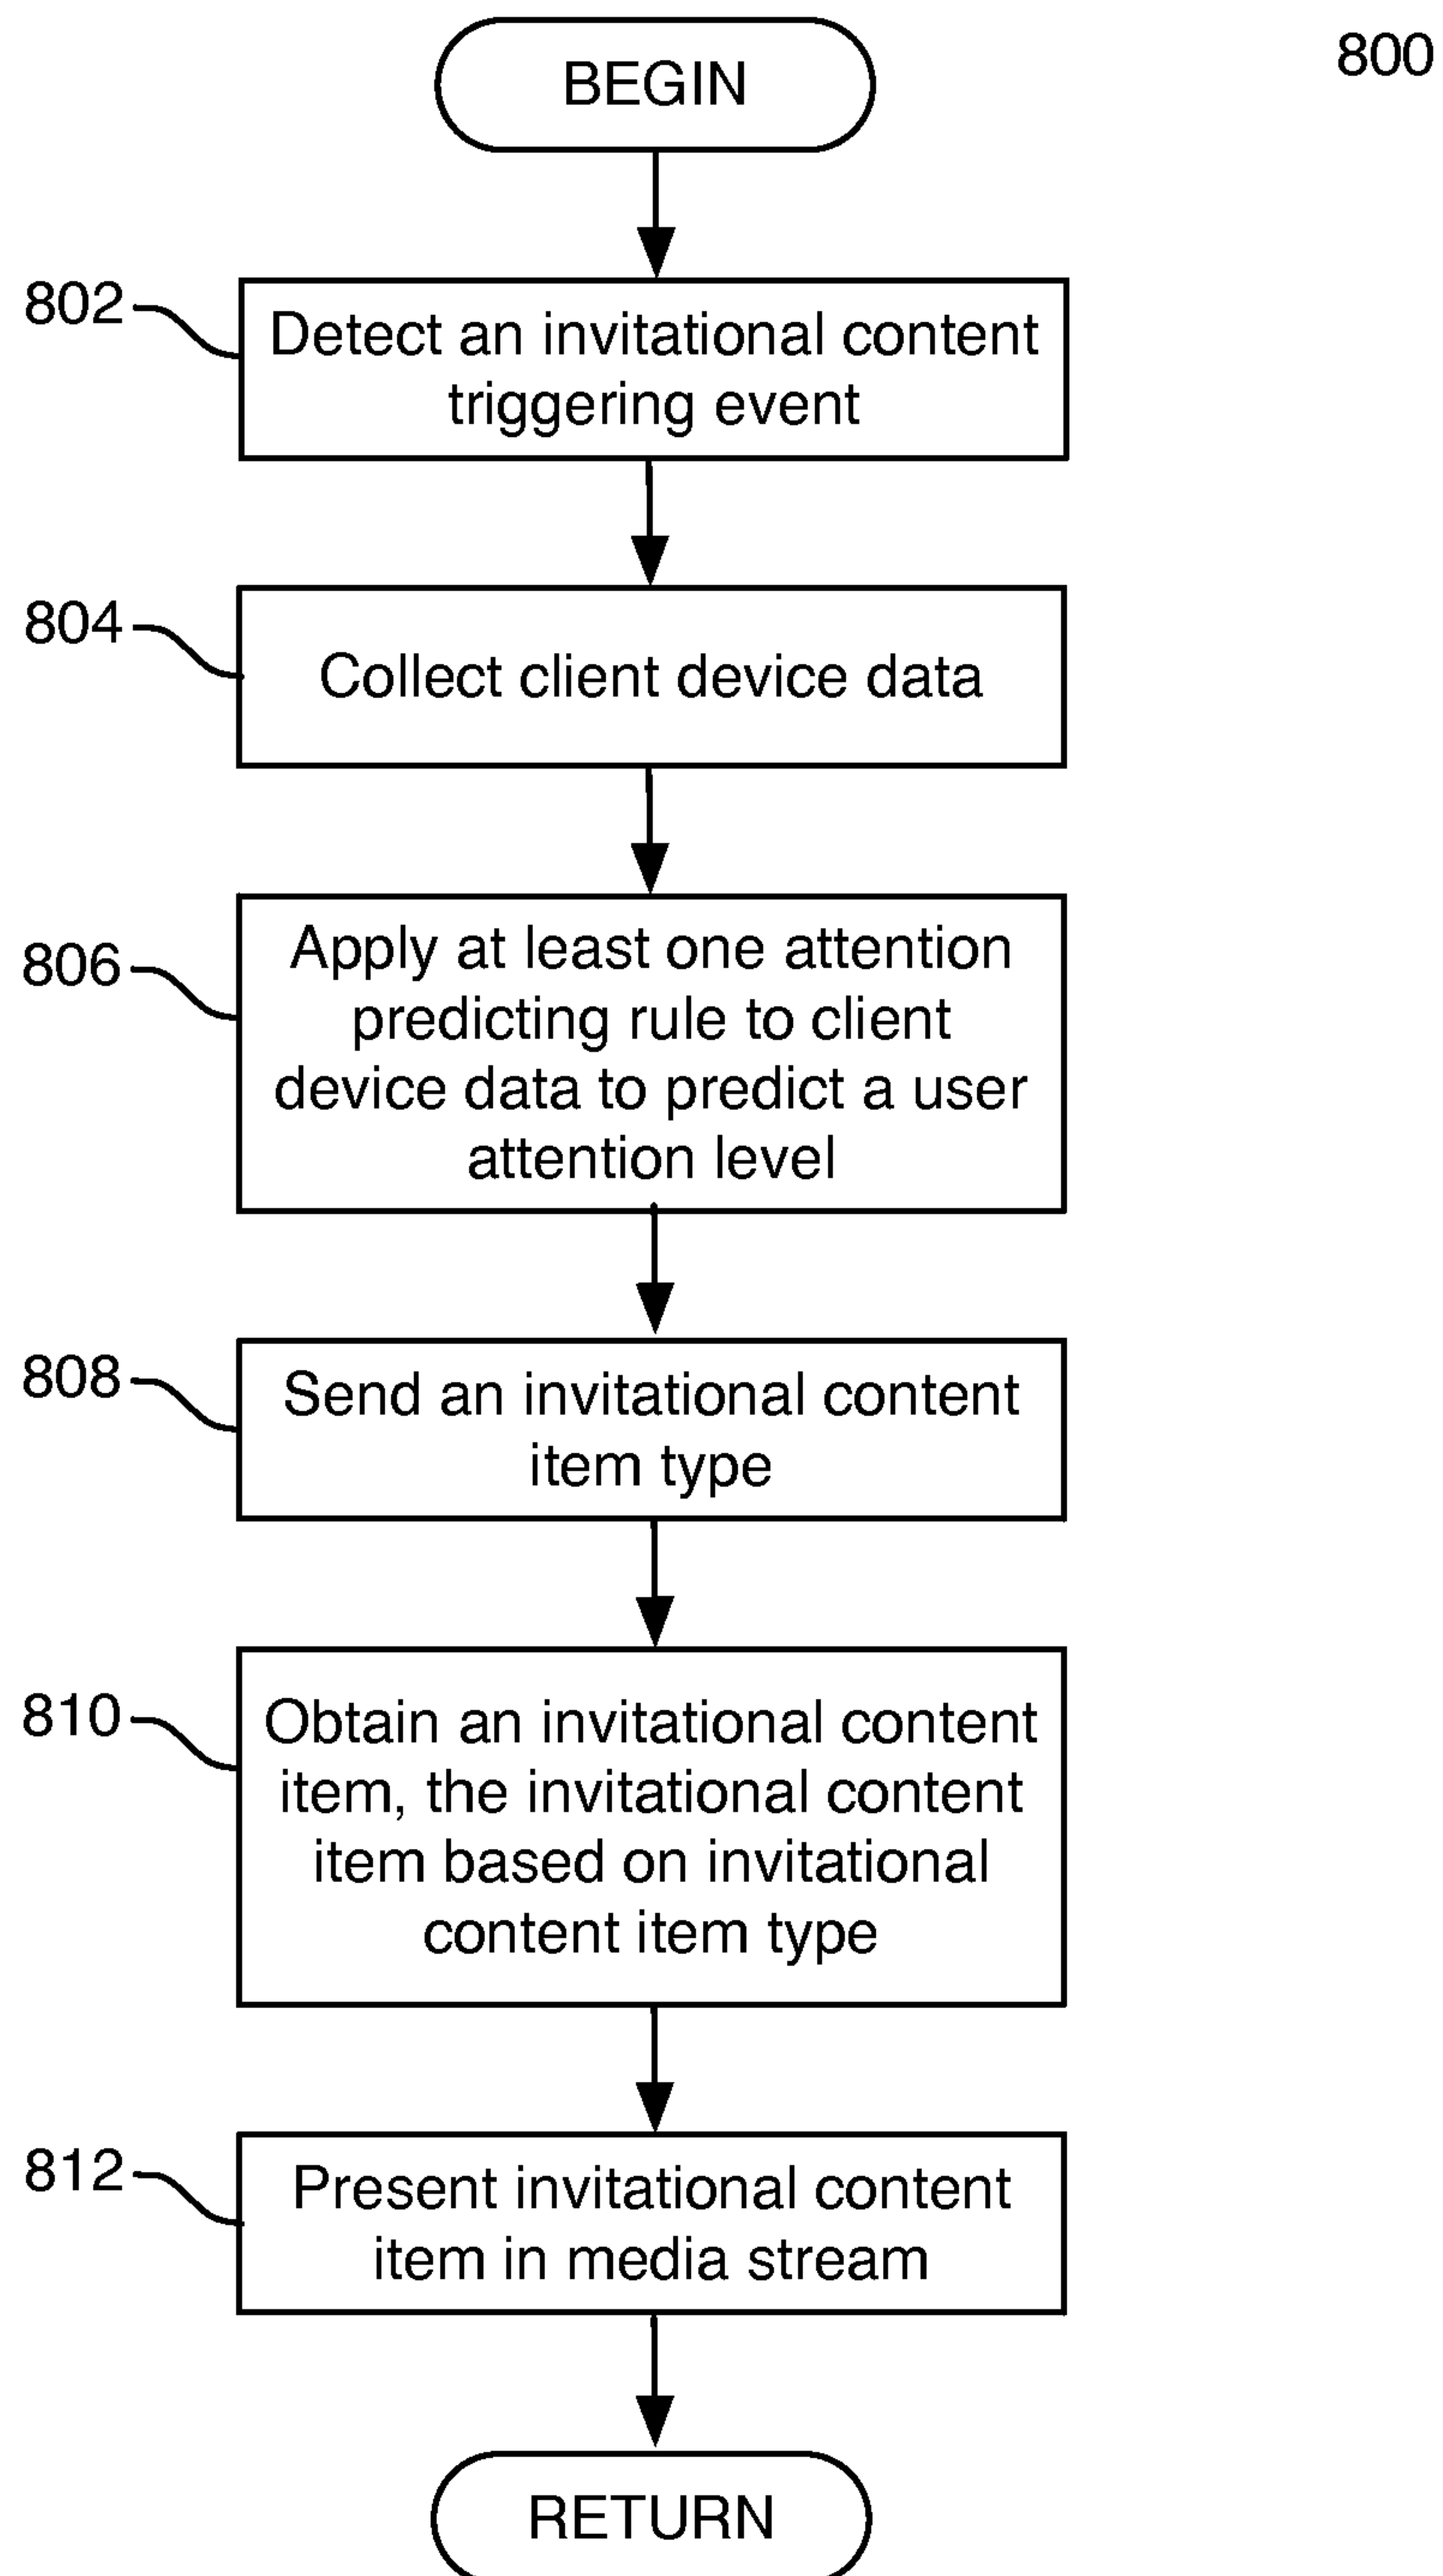 BEGIN
800
802
Detect an invitational content
triggering event
804
Collect client device data
806
Apply at least one attention
predicting rule to client
device data to predict a user
attention level
808
Send an invitational content
item type
810
Obtain an invitational content
item, the invitational content
item based on invitational
content item type
812
Present invitational content
item in media stream
RETURN